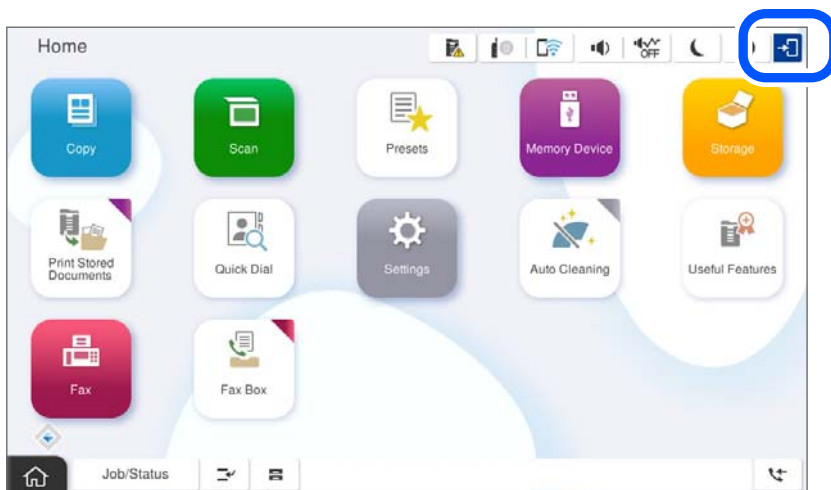 Home
OFF
Copy
Scan
Presets
Memory Device
Storage
Print Stored
Documents
Quick Dial
Settings
Auto Cleaning
Useful Features
Fax
Fax Box
Job/Status